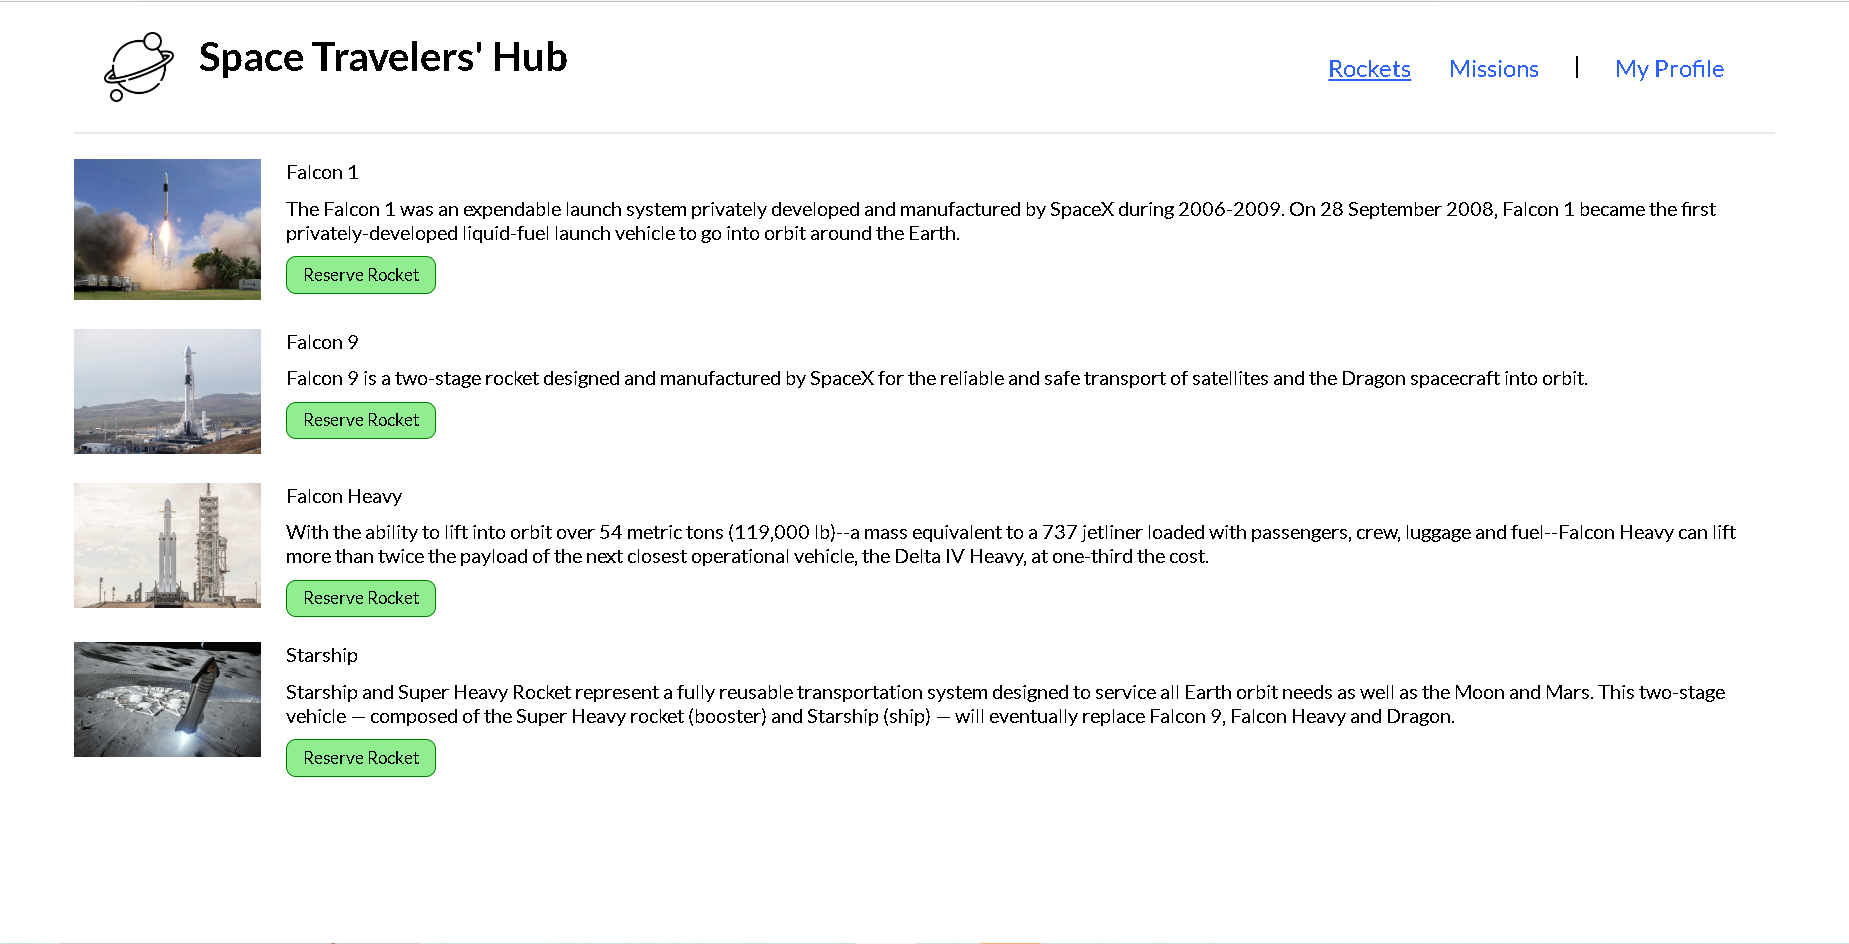 Space Travelers' Hub
Rockets Missions | My Profile
Falcon 1
The Falcon 1 was an expendable launch system privately developed and manufactured by SpaceX during 2006-2009. On 28 September 2008, Falcon 1 became the first
privately-developed liquid-fuel launch vehicle to go into orbit around the Earth.
Reserve Rocket
Falcon 9
Falcon 9 is a two-stage rocket designed and manufactured by SpaceX for the reliable and safe transport of satellites and the Dragon spacecraft into orbit.
Reserve Rocket
Falcon Heavy
With the ability to lift into orbit over 54 metric tons (119,000 lb)--a mass equivalent to a 737 jetliner loaded with passengers, crew, luggage and fuel--Falcon Heavy can lift
more than twice the payload of the next closest operational vehicle, the Delta IV Heavy, at one-third the cost.
Reserve Rocket
Starship
Starship and Super Heavy Rocket represent a fully reusable transportation system designed to service all Earth orbit needs as well as the Moon and Mars. This two-stage
vehicle — composed of the Super Heavy rocket (booster) and Starship (ship) — will eventually replace Falcon 9, Falcon Heavy and Dragon.
Reserve Rocket